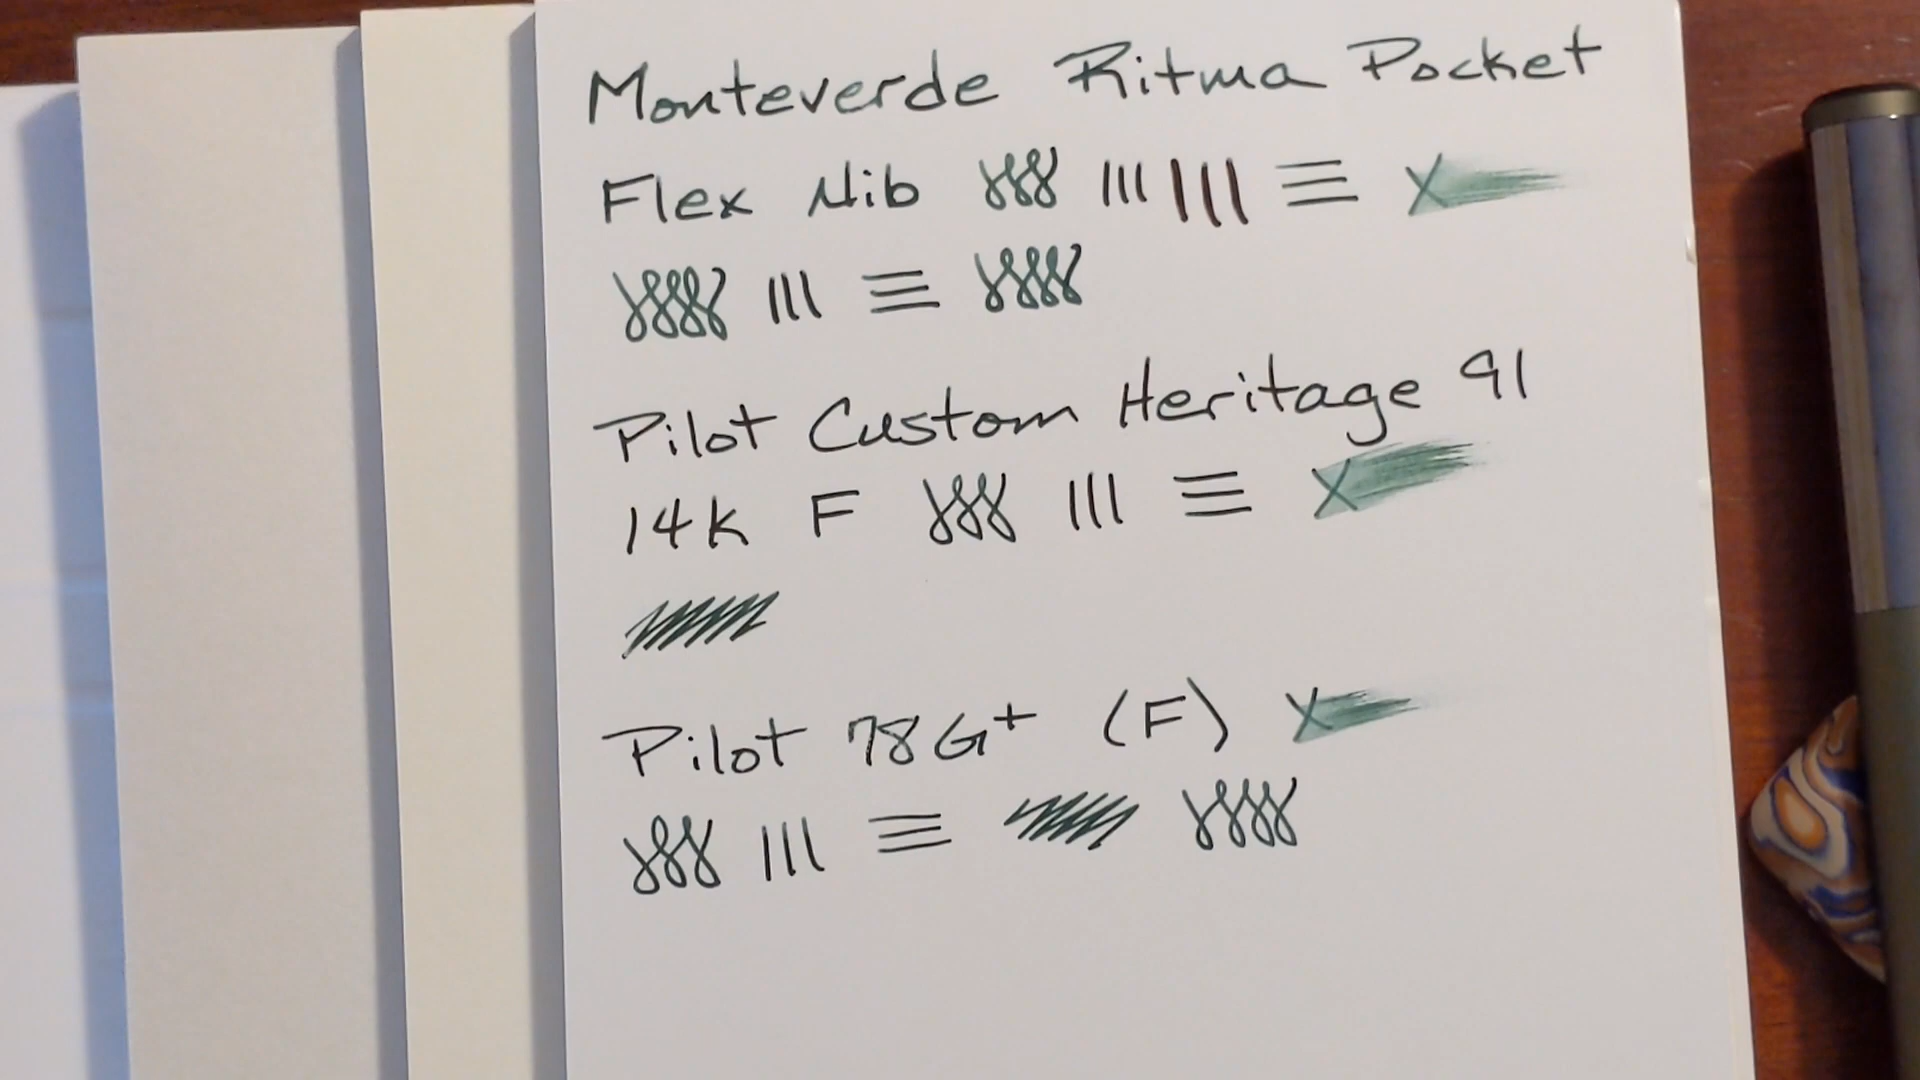 Monteverde Ritma Pocket
Flex Nib
Pilot Custom Heritage 91
14k F
Pilot 78G+ (F)